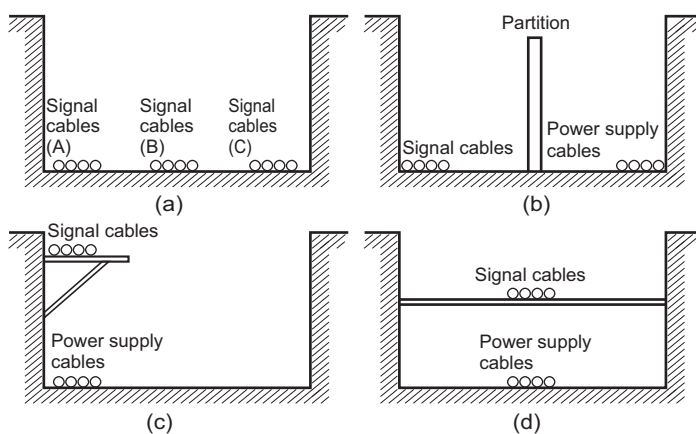 Signal
cables
(A)
Signal
cables
(B)
Signal
cables
(C)
(a)
Partition
Signal cables
Power supply
cables
(b)
Signal cables
Power supply
cables
(c)
Signal cables
Power supply
cables
(d)